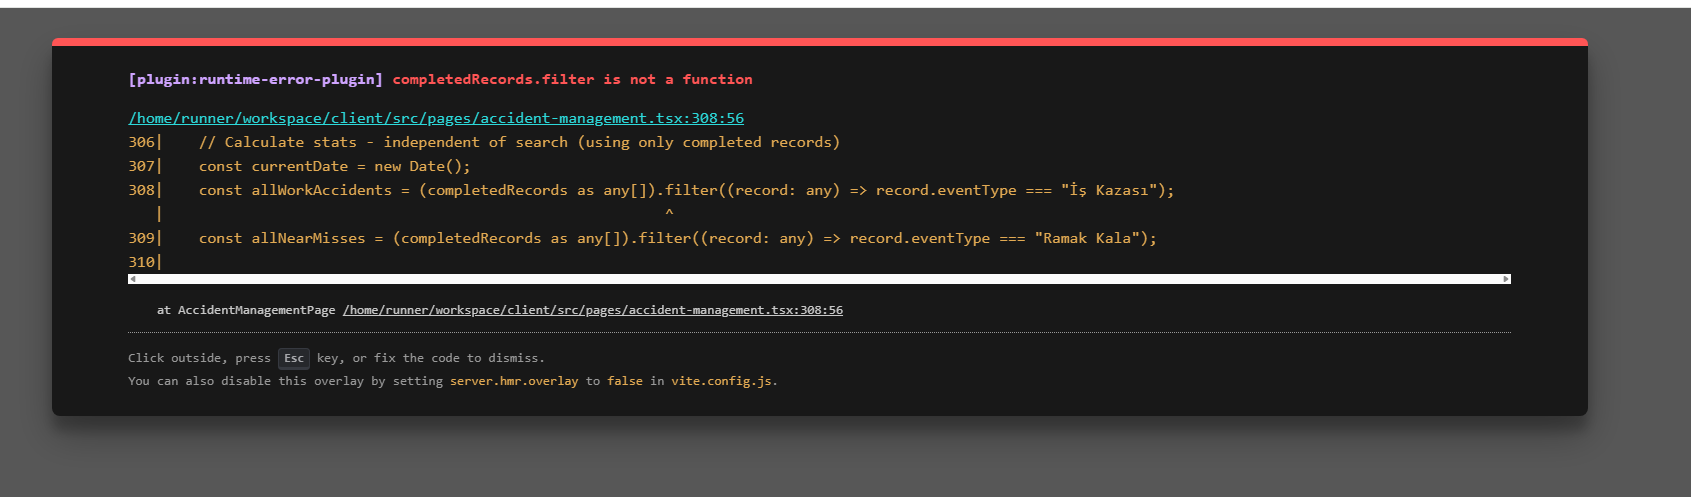 [plugin:runtime-error-plugin] completedRecords.filter is not a function
/home/runner/workspace/client/src/pages/accident-management.tsx:308:56
306|    // Calculate stats - independent of search (using only completed records)
307|    const currentDate = new Date();
308|    const allWorkAccidents = (completedRecords as any[]).filter((record: any) => record.eventType === "İş Kazası");
   |                                                         ^
309|    const allNearMisses = (completedRecords as any[]).filter((record: any) => record.eventType === "Ramak Kala");
310|
at AccidentManagementPage /home/runner/workspace/client/src/pages/accident-management.tsx:308:56
Click outside, press Esc key, or fix the code to dismiss.
You can also disable this overlay by setting server.hmr.overlay to false in vite.config.js.